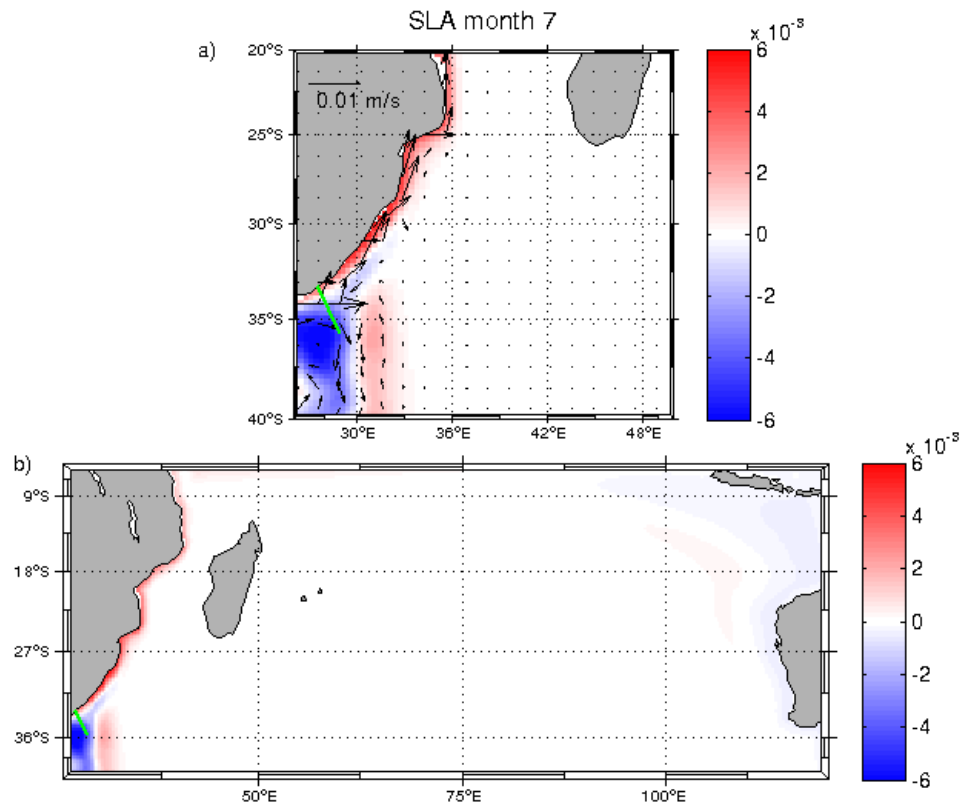 SLA month 7
a)
x 10⁻³
20°S
25°S
30°S
35°S
40°S
0.01 m/s
30°E
36°E
42°E
48°E
6
4
2
0
-2
-4
-6
b)
x 10⁻³
9°S
18°S
27°S
36°S
50°E
75°E
100°E
6
4
2
0
-2
-4
-6